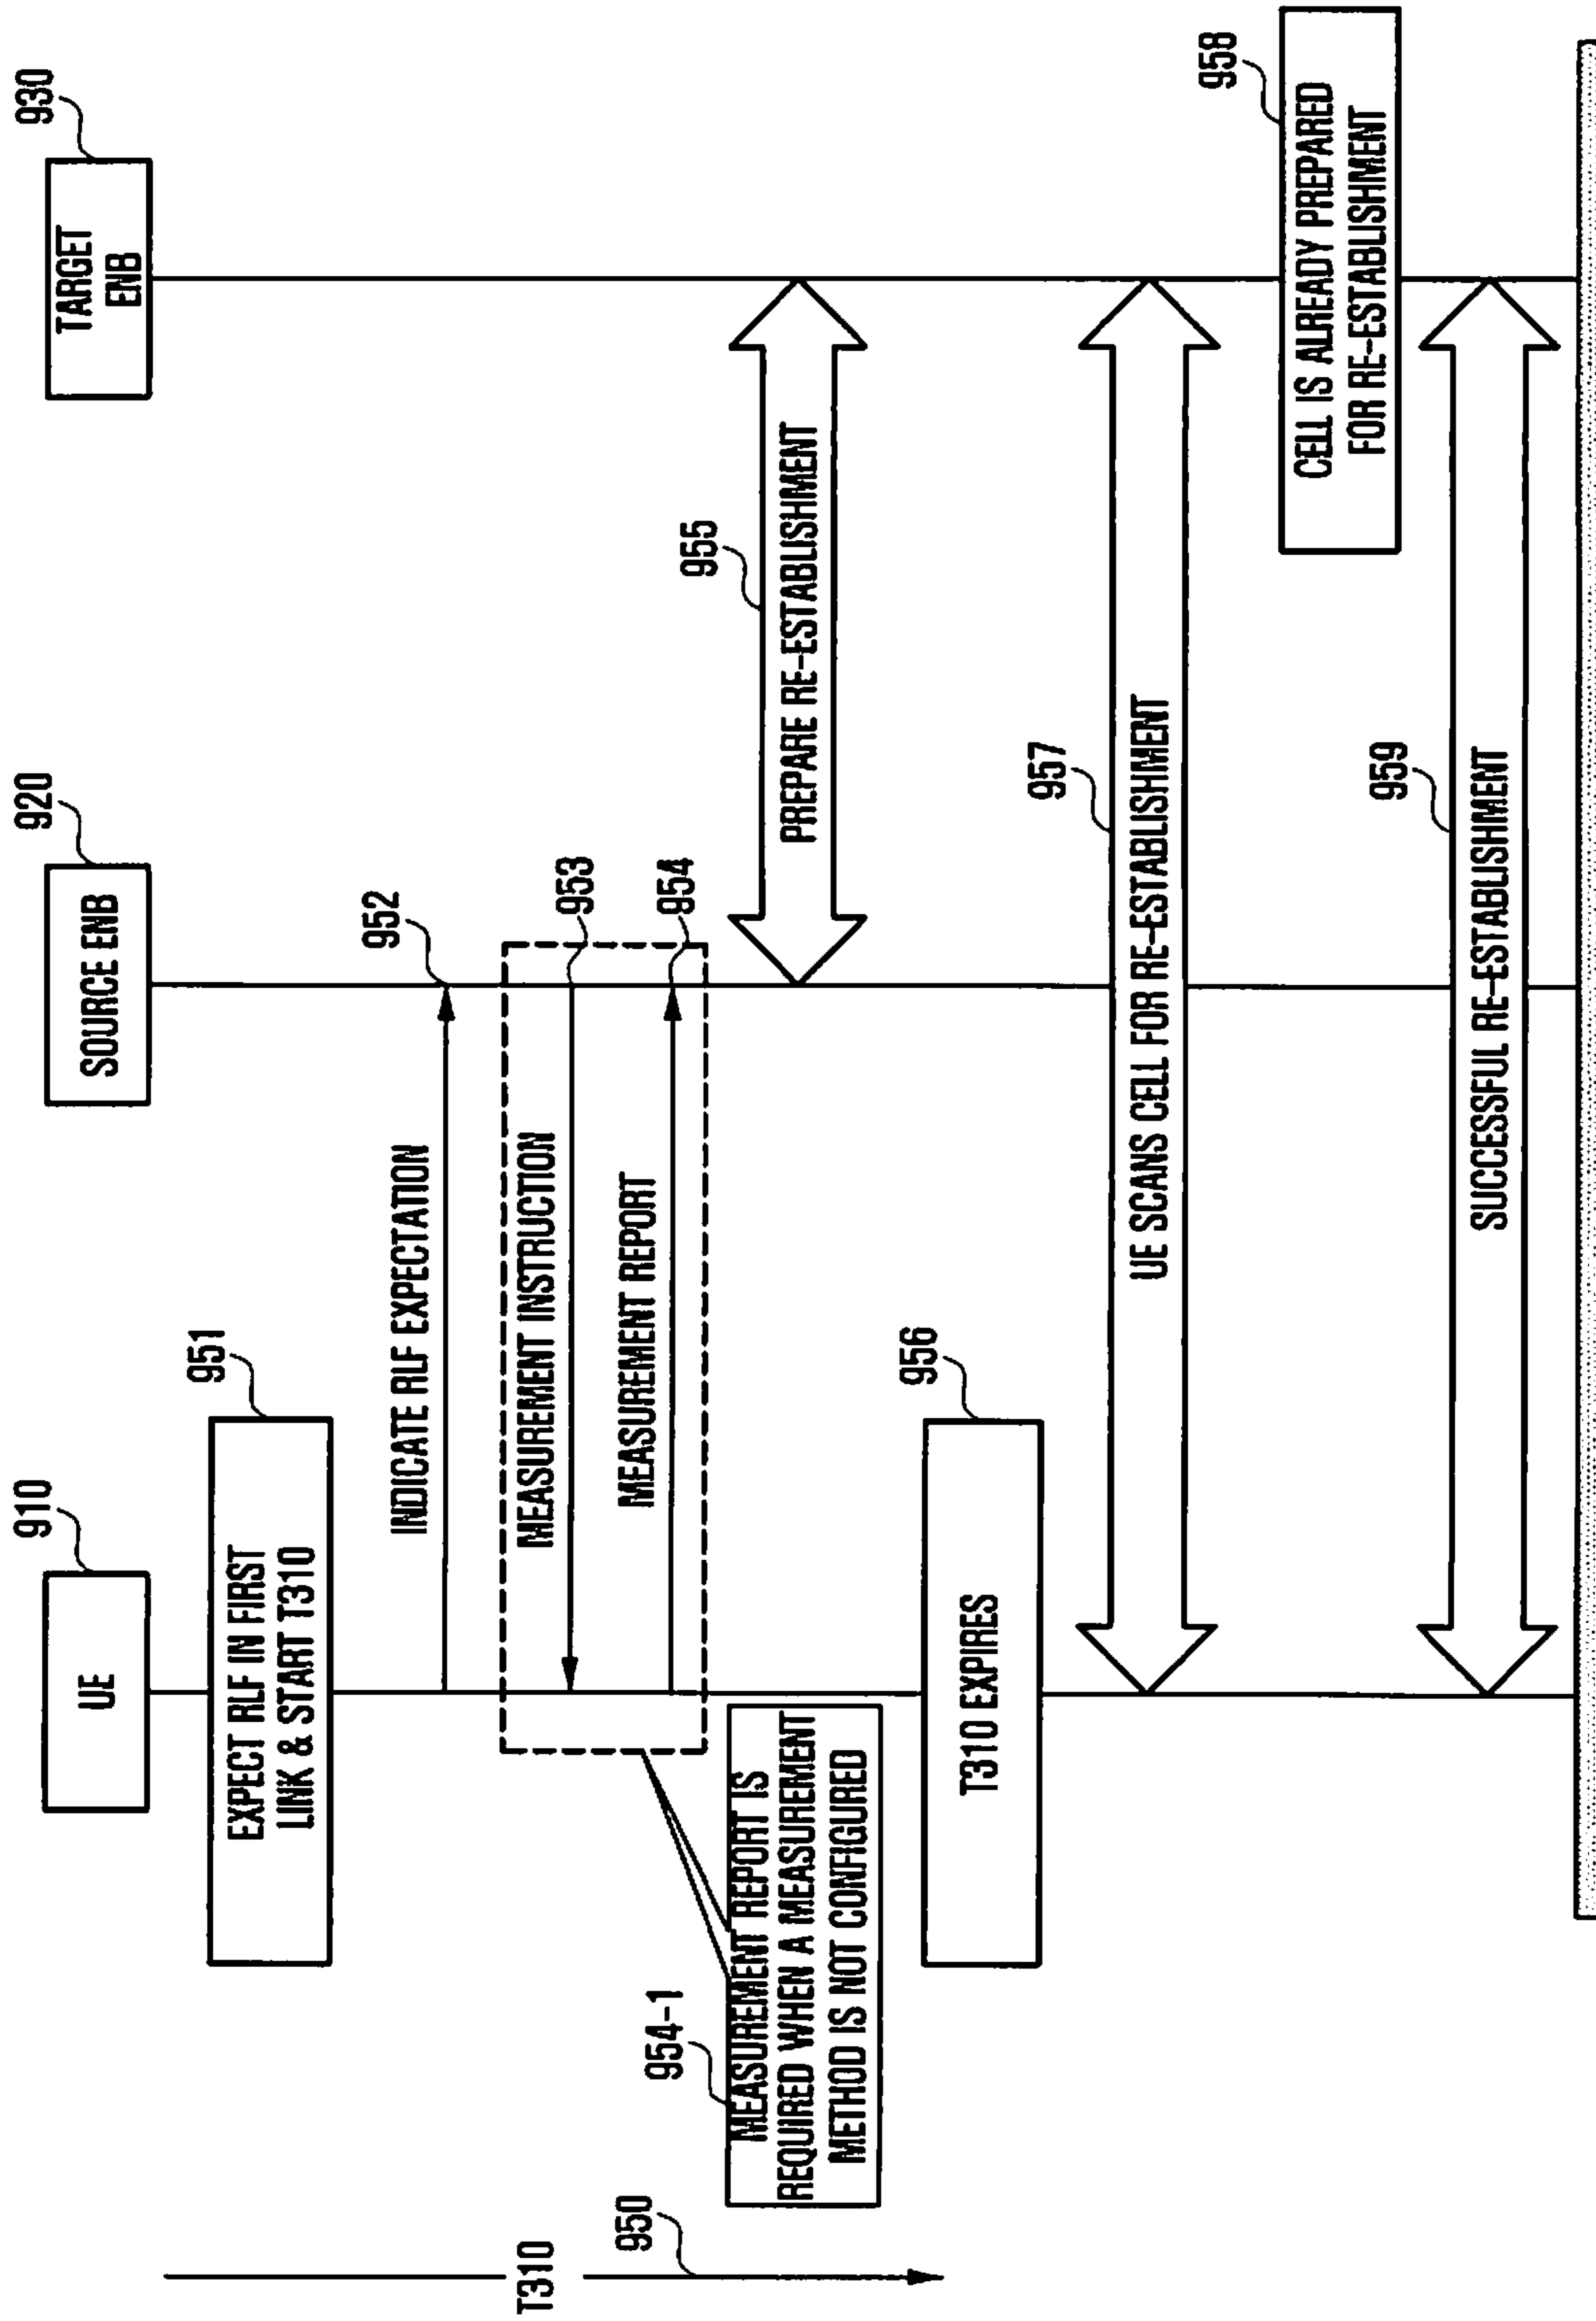 910
UE
920
SOURCE ENB
930
TARGET
ENB
951
EXPECT RLF IN FIRST
LINK & START T310
INDICATE RLF EXPECTATION
952
MEASUREMENT INSTRUCTION
953
MEASUREMENT REPORT
954
T310
950
954-1
MEASUREMENT REPORT IS
REQUIRED WHEN A MEASUREMENT
METHOD IS NOT CONFIGURED
955
PREPARE RE-ESTABLISHMENT
956
T310 EXPIRES
957
UE SCANS CELL FOR RE-ESTABLISHMENT
958
CELL IS ALREADY PREPARED
FOR RE-ESTABLISHMENT
959
SUCCESSFUL RE-ESTABLISHMENT